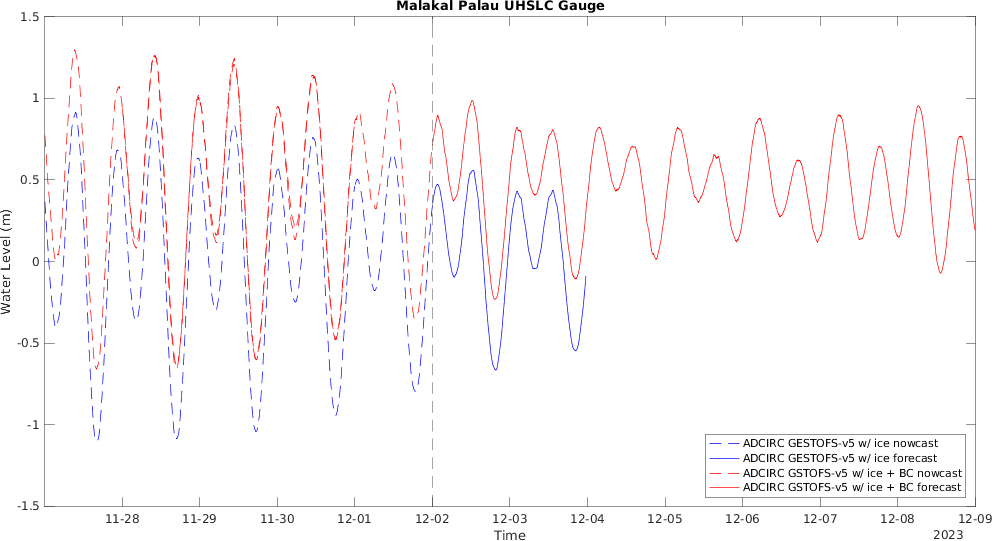 Malakal Palau UHSLC Gauge
1.5
1
0.5
0
-0.5
-1
-1.5
Water Level (m)
11-28 11-29 11-30 12-01 12-02 12-03 12-04 12-05 12-06 12-07 12-08 12-09
Time
2023
ADCIRC GESTOFS-v5 w/ ice nowcast
ADCIRC GESTOFS-v5 w/ ice forecast
ADCIRC GSTOFS-v5 w/ ice + BC nowcast
ADCIRC GSTOFS-v5 w/ ice + BC forecast